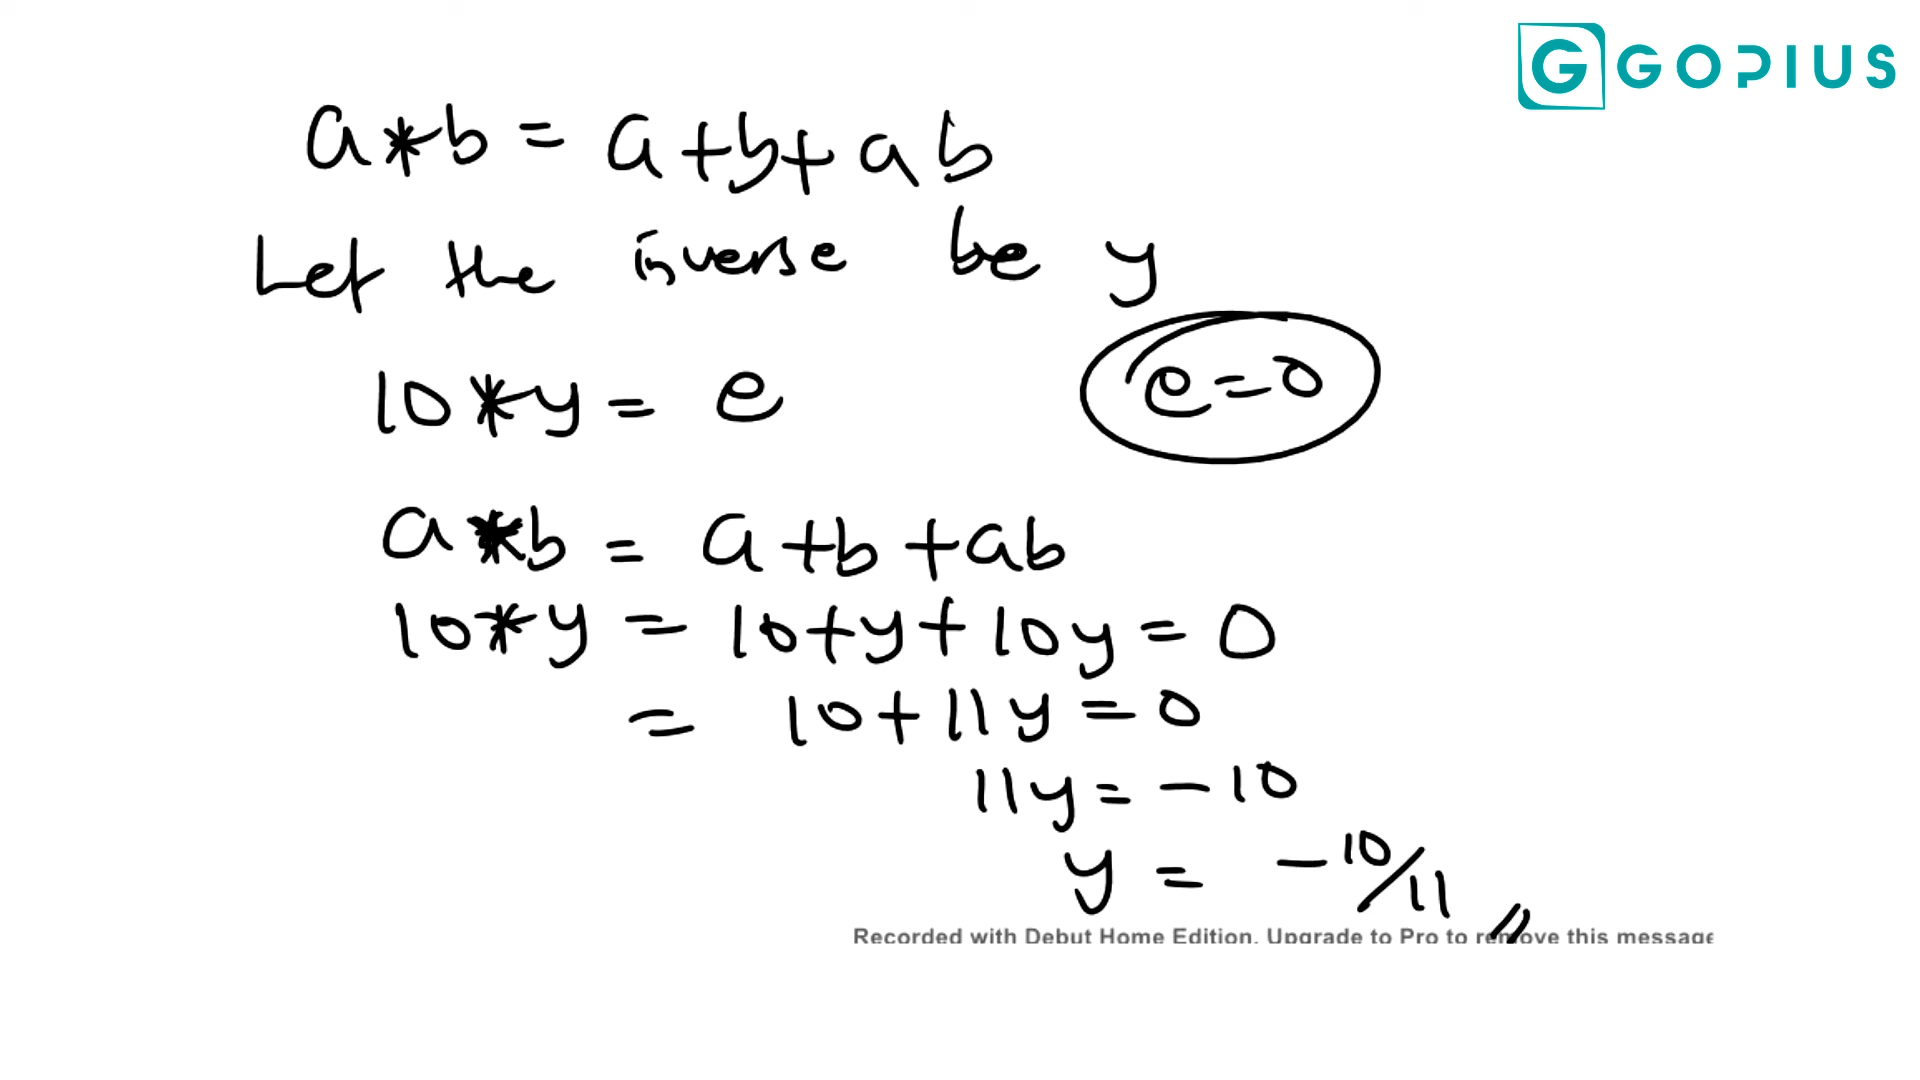 G GOPIUS
a*b = a+b+ab
Let the inverse be y
10*y = e
e=0
a*b = a+b+ab
10*y = 10+y+10y=0
= 10+11y=0
11y=-10
y = -10/11
Recorded with Debut Home Edition. Upgrade to Pro to remove this message